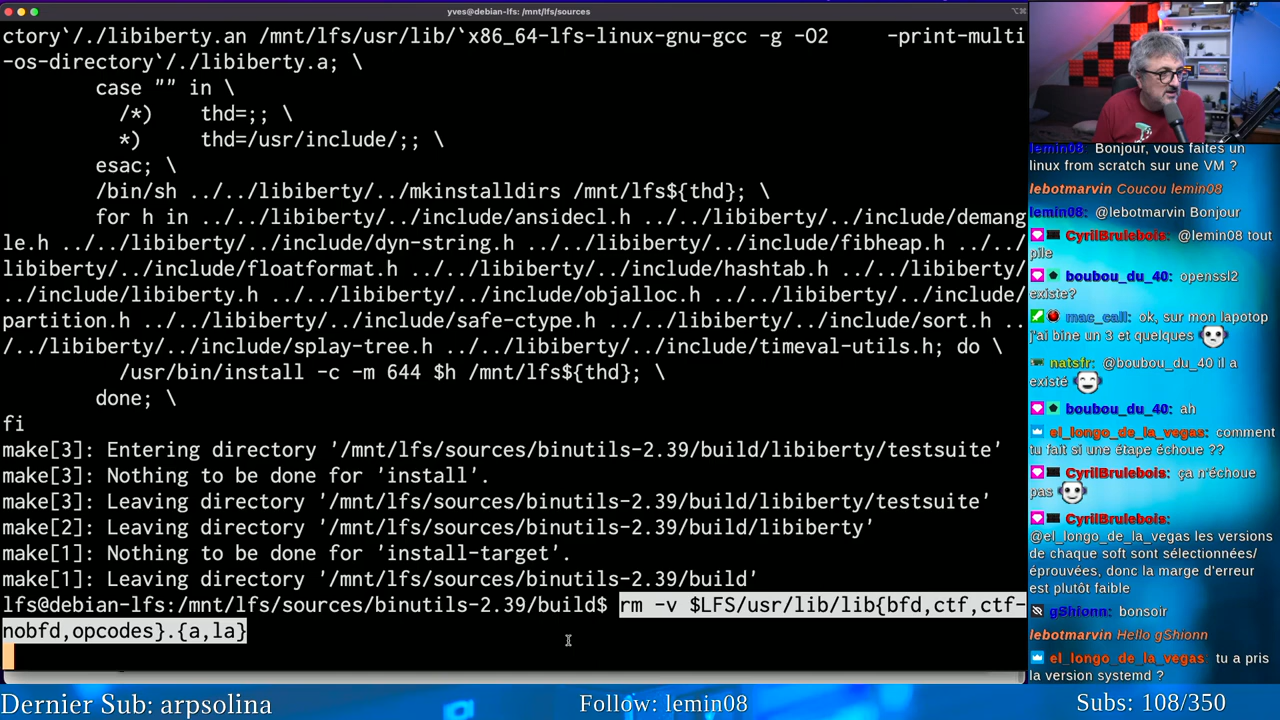 yves@debian-lfs: /mnt/lfs/sources
ctory`/./libiberty.an /mnt/lfs/usr/lib/`x86_64-lfs-linux-gnu-gcc -g -O2     -print-multi
-os-directory`/./libiberty.a; \
case "" in \
/*)    thd=;; \
*)     thd=/usr/include/;; \
esac; \
/bin/sh ../../libiberty/../mkinstalldirs /mnt/lfs${thd}; \
for h in ../../libiberty/../include/ansidecl.h ../../libiberty/../include/demang
le.h ../../libiberty/../include/dyn-string.h ../../libiberty/../include/fibheap.h ../../
libiberty/../include/floatformat.h ../../libiberty/../include/hashtab.h ../../libiberty/
../include/libiberty.h ../../libiberty/../include/objalloc.h ../../libiberty/../include/
partition.h ../../libiberty/../include/safe-ctype.h ../../libiberty/../include/sort.h ..
/../libiberty/../include/splay-tree.h ../../libiberty/../include/timeval-utils.h; do \
/usr/bin/install -c -m 644 $h /mnt/lfs${thd}; \
done; \
fi
make[3]: Entering directory '/mnt/lfs/sources/binutils-2.39/build/libiberty/testsuite'
make[3]: Nothing to be done for 'install'.
make[3]: Leaving directory '/mnt/lfs/sources/binutils-2.39/build/libiberty/testsuite'
make[2]: Leaving directory '/mnt/lfs/sources/binutils-2.39/build/libiberty'
make[1]: Nothing to be done for 'install-target'.
make[1]: Leaving directory '/mnt/lfs/sources/binutils-2.39/build'
lfs@debian-lfs:/mnt/lfs/sources/binutils-2.39/build$ rm -v $LFS/usr/lib/lib{bfd,ctf,ctf-
nobfd,opcodes}.{a,la}
lemin08 Bonjour, vous faites un
linux from scratch sur une VM ?
lebotmarvin Coucou lemin08
lemin08: @lebotmarvin Bonjour
CyrilBrulebois: @lemin08 tout
pile
boubou_du_40: openssl2
existe?
mac_call: ok, sur mon lapotop
j'ai bine un 3 et quelques
natsfr: @boubou_du_40 il a
existé
boubou_du_40: ah
el_longo_de_la_vegas: comment
tu fait si une étape échoue ??
CyrilBrulebois: ça n'échoue
pas
CyrilBrulebois:
@el_longo_de_la_vegas les versions
de chaque soft sont sélectionnées/
éprouvées, donc la marge d'erreur
est plutôt faible
gShionn: bonsoir
lebotmarvin Hello gShionn
el_longo_de_la_vegas: tu a pris
la version systemd ?
Dernier Sub: arpsolina
Follow: lemin08
Subs: 108/350